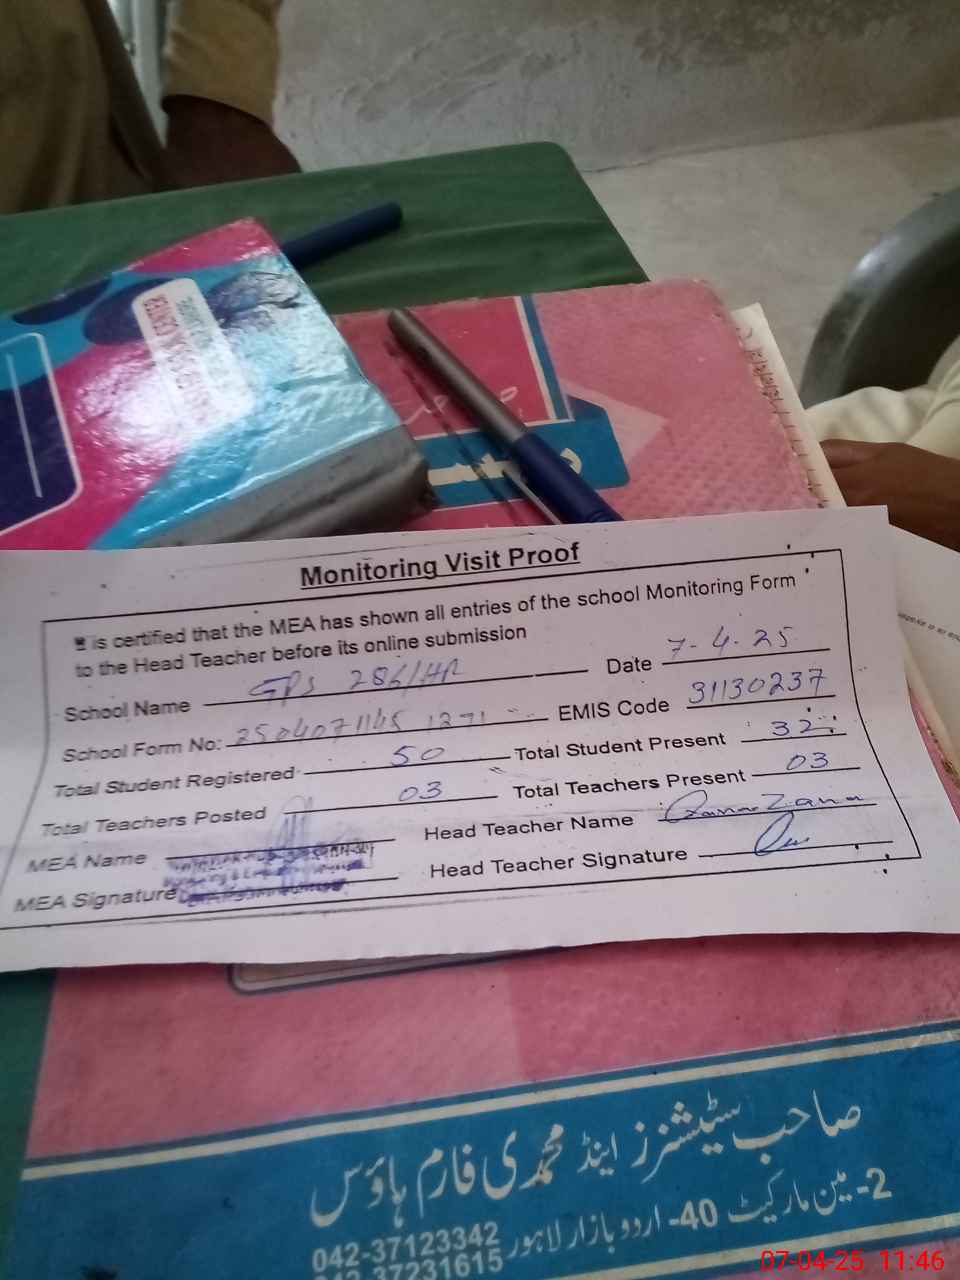 Monitoring Visit Proof
is certified that the MEA has shown all entries of the school Monitoring Form
to the Head Teacher before its online submission
School Name GPS 286/HR Date 7-4-25
School Form No: 2504071145 1271 EMIS Code 31130237
Total Student Registered 50 Total Student Present 32
Total Teachers Posted 03 Total Teachers Present 03
MEA Name Head Teacher Name
MEA Signature Head Teacher Signature
صاحب سٹیشنرز اینڈ محمدی فارم ہاؤس
2- مین مارکیٹ 40- اردو بازار لاہور
042-37123342
042-37231615
07-04-25 11:46